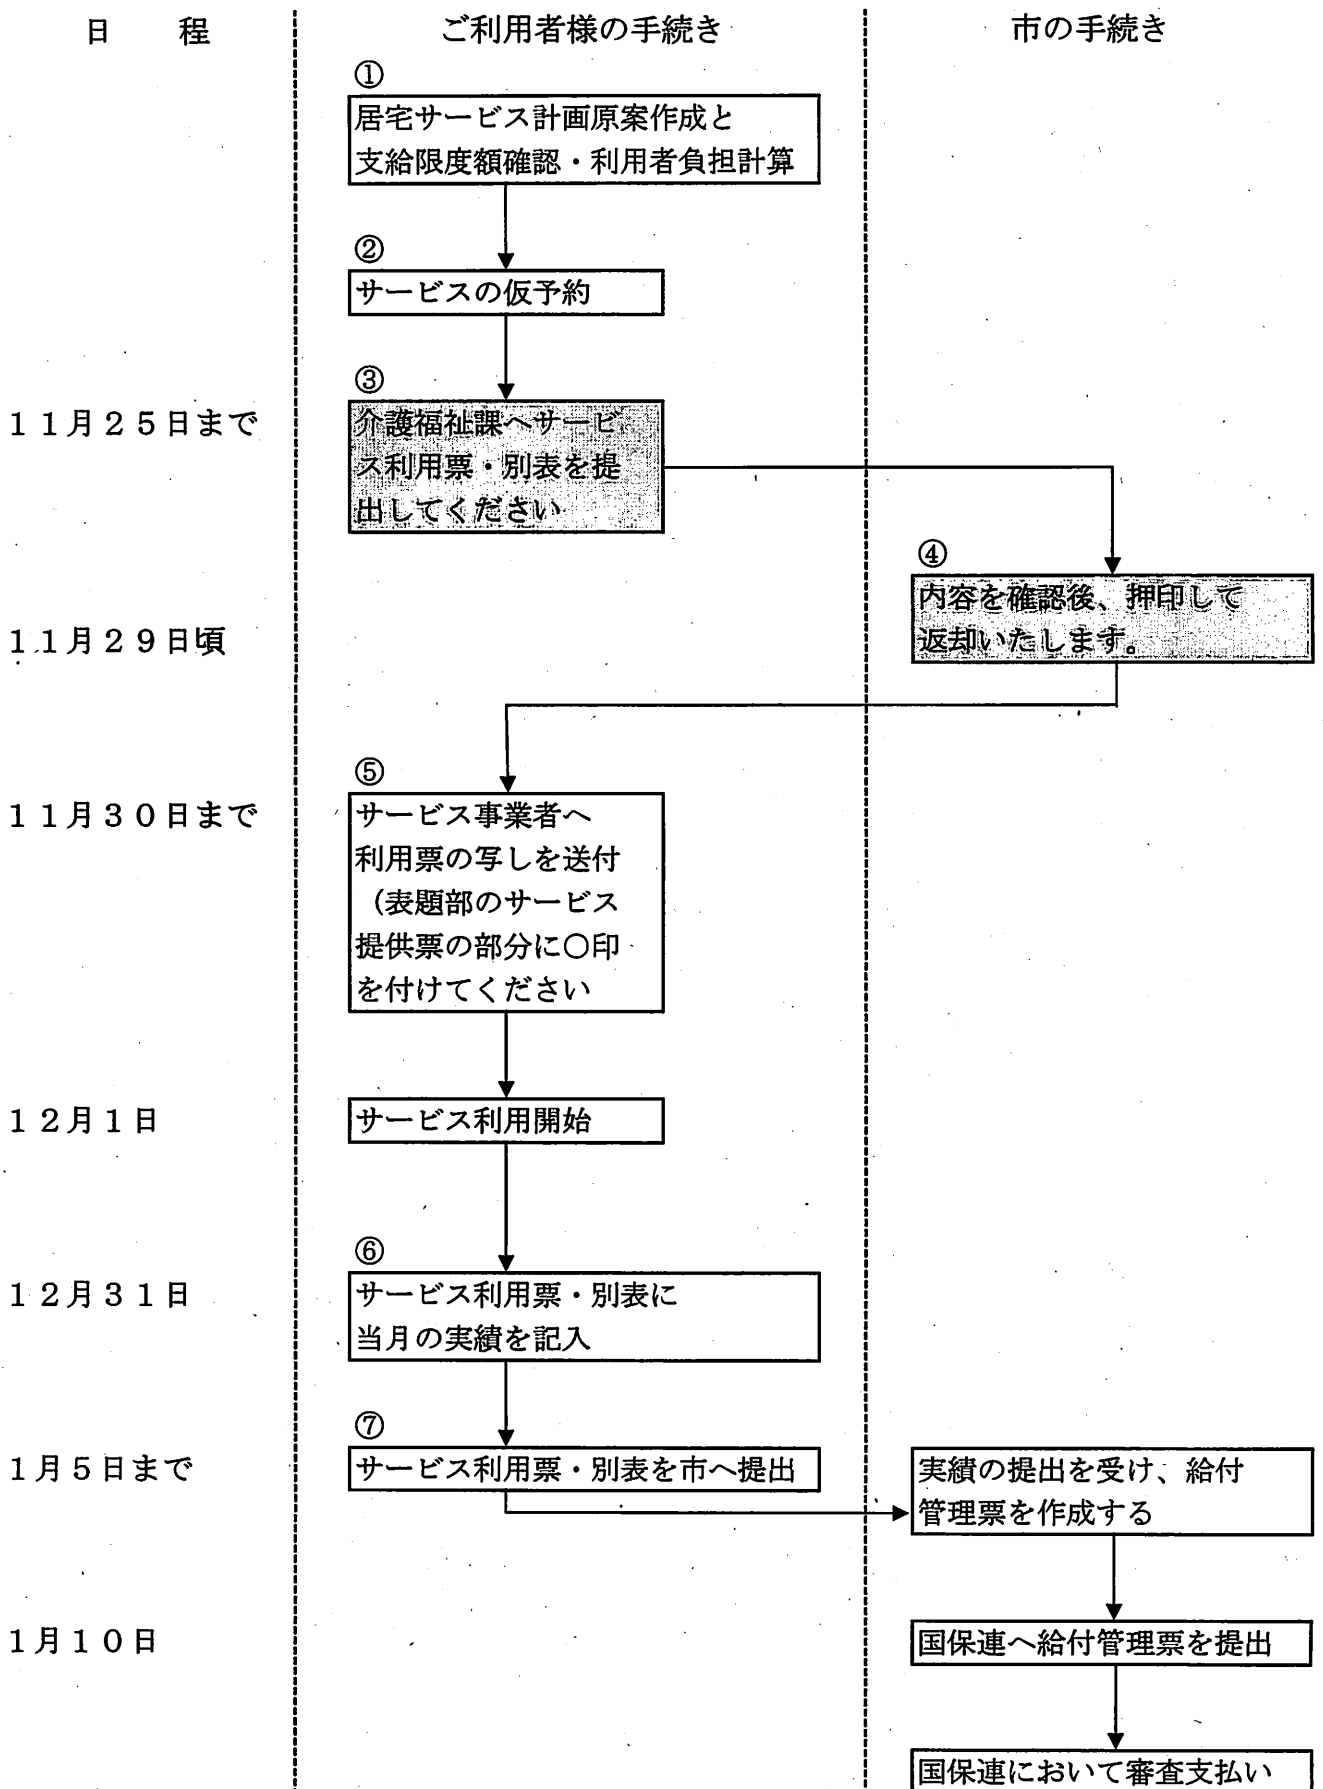 日　　程
ご利用者様の手続き
市の手続き
①
居宅サービス計画原案作成と
支給限度額確認・利用者負担計算
②
サービスの仮予約
③
１１月２５日まで
介護福祉課へサービ
ス利用票・別表を提
出してください
④
１１月２９日頃
内容を確認後、押印して
返却いたします。
⑤
１１月３０日まで
サービス事業者へ
利用票の写しを送付
（表題部のサービス
提供票の部分に○印
を付けてください
１２月１日
サービス利用開始
⑥
１２月３１日
サービス利用票・別表に
当月の実績を記入
⑦
１月５日まで
サービス利用票・別表を市へ提出
実績の提出を受け、給付
管理票を作成する
１月１０日
国保連へ給付管理票を提出
国保連において審査支払い